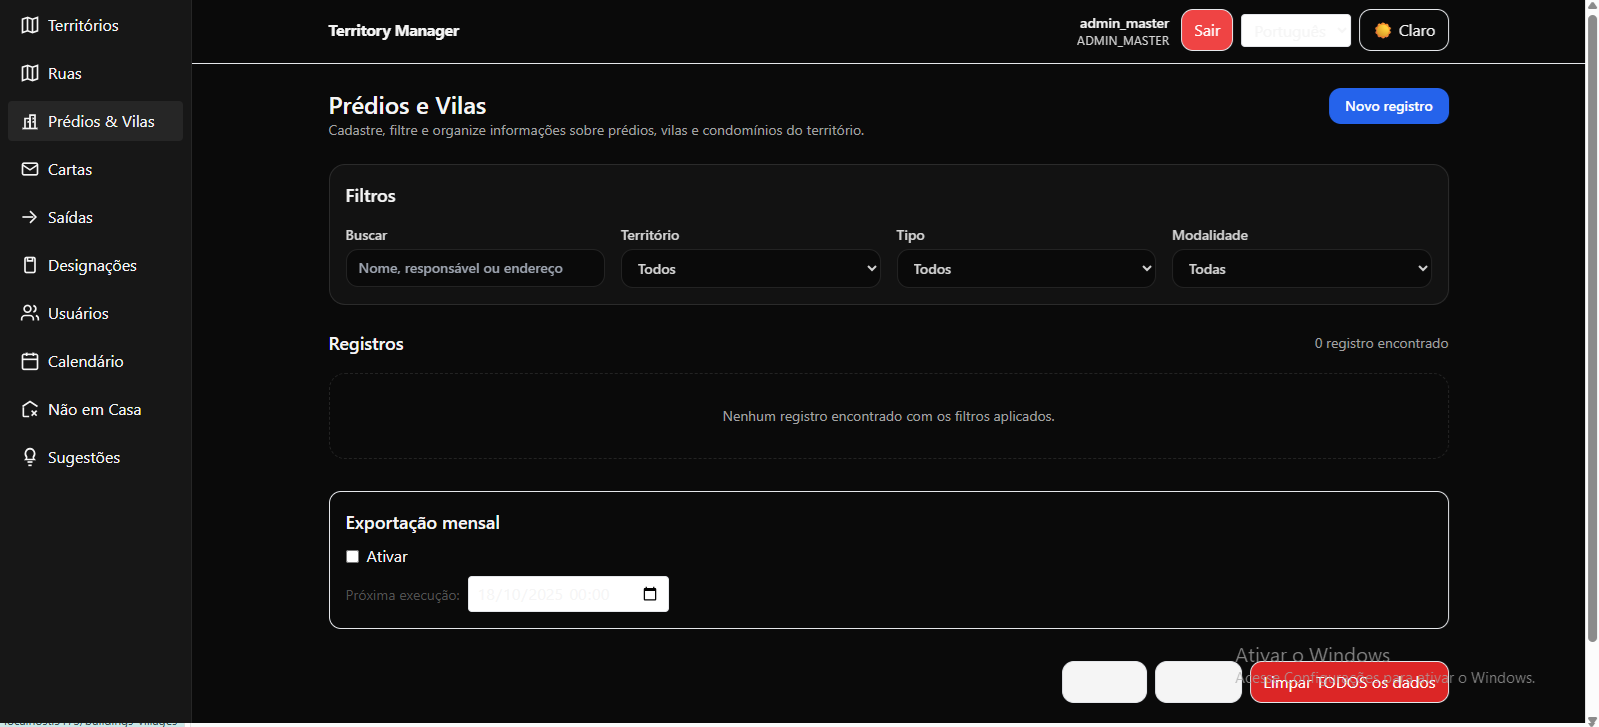 Territórios
Ruas
Prédios & Vilas
Cartas
Saídas
Designações
Usuários
Calendário
Não em Casa
Sugestões
Territory Manager
admin_master
ADMIN_MASTER
Sair
Português
Claro
Prédios e Vilas
Cadastre, filtre e organize informações sobre prédios, vilas e condomínios do território.
Novo registro
Filtros
Buscar
Território
Tipo
Modalidade
Nome, responsável ou endereço
Todos
Todos
Todas
Registros
0 registro encontrado
Nenhum registro encontrado com os filtros aplicados.
Exportação mensal
Ativar
Próxima execução:
18/10/2025 00:00
Limpar TODOS os dados
Ativar o Windows
Acesse Configurações para ativar o Windows.